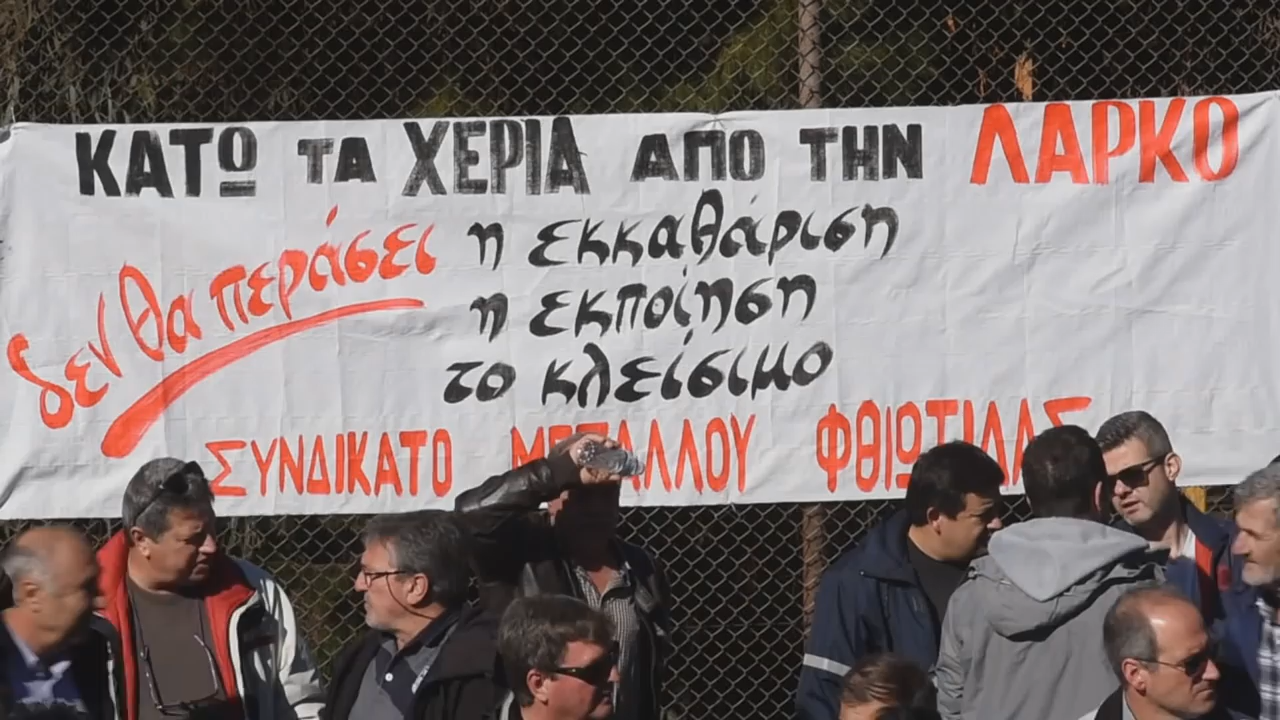 ΚΑΤΩ ΤΑ ΧΕΡΙΑ ΑΠΟ ΤΗΝ ΛΑΡΚΟ
δεν θα περάσει η εκκαθάριση
η εκποίηση
το κλείσιμο
ΣΥΝΔΙΚΑΤΟ ΜΕΤΑΛΛΟΥ ΦΘΙΩΤΙΔΑΣ